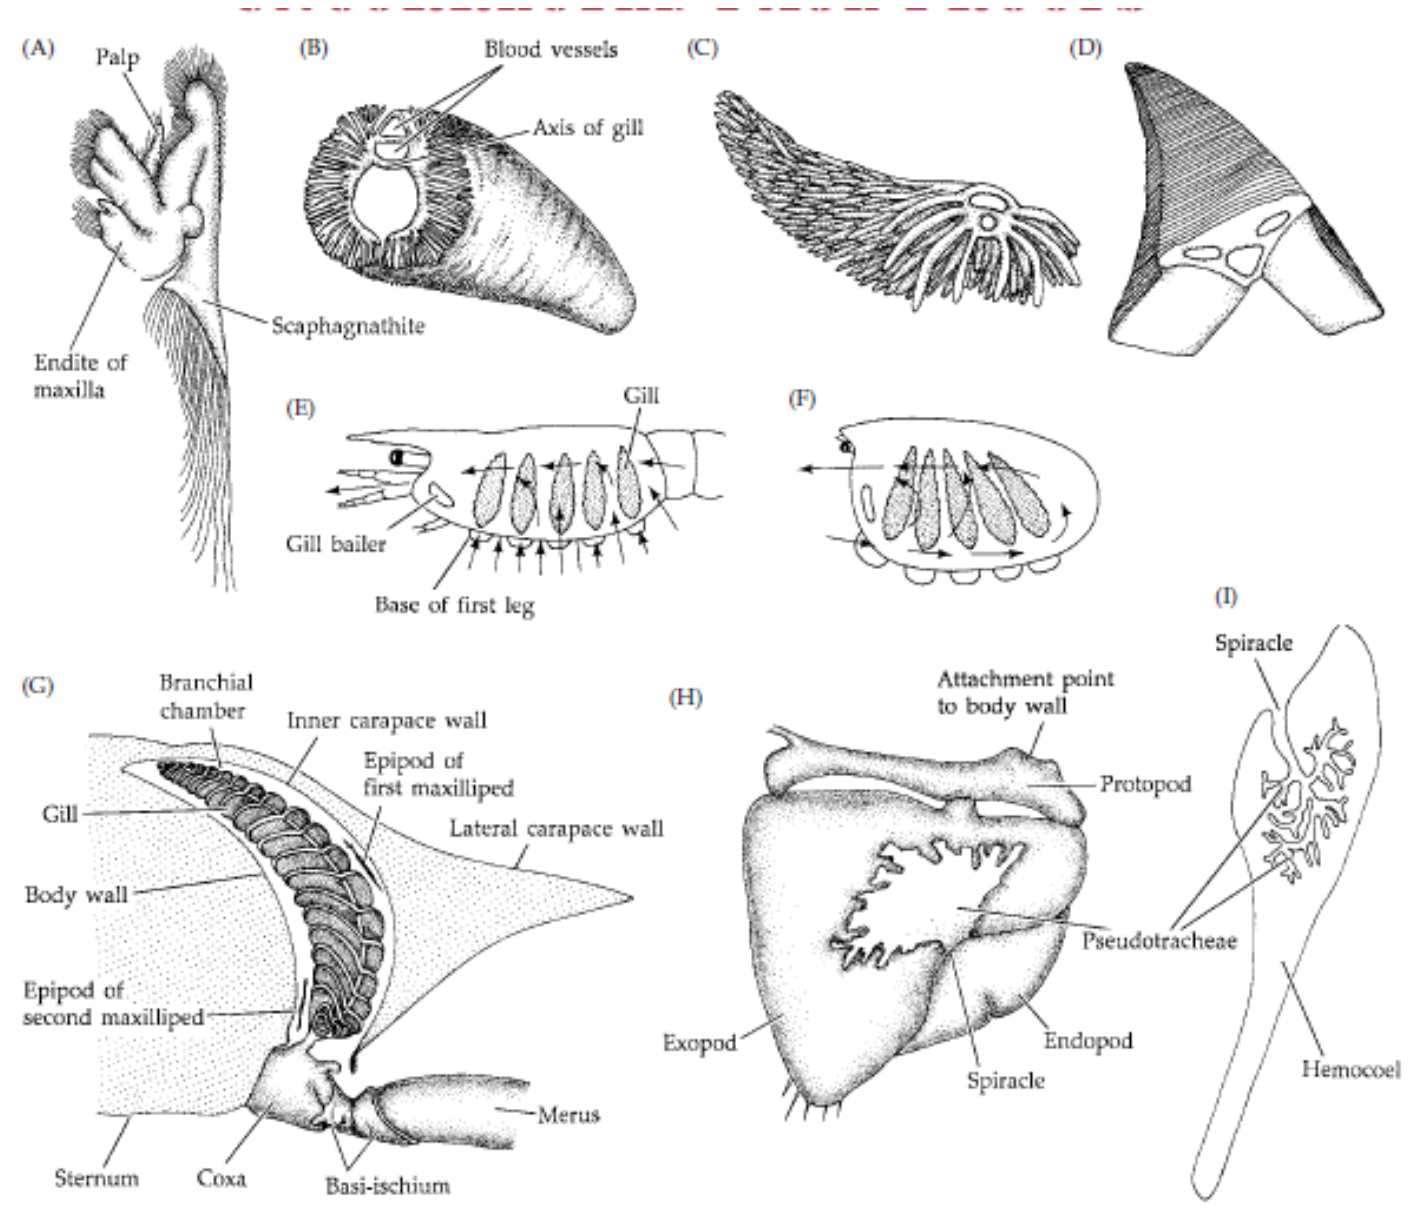 (A)
Palp
Endite of
maxilla
Scaphagnathite
(B)
Blood vessels
Axis of gill
(C)
(D)
(E)
Gill
Gill bailer
Base of first leg
(F)
(G)
Branchial
chamber
Inner carapace wall
Epipod of
first maxilliped
Gill
Lateral carapace wall
Body wall
Epipod of
second maxilliped
Merus
Sternum
Coxa
Basi-ischium
(H)
Attachment point
to body wall
Protopod
Pseudotracheae
Exopod
Endopod
Spiracle
(I)
Spiracle
Hemocoel